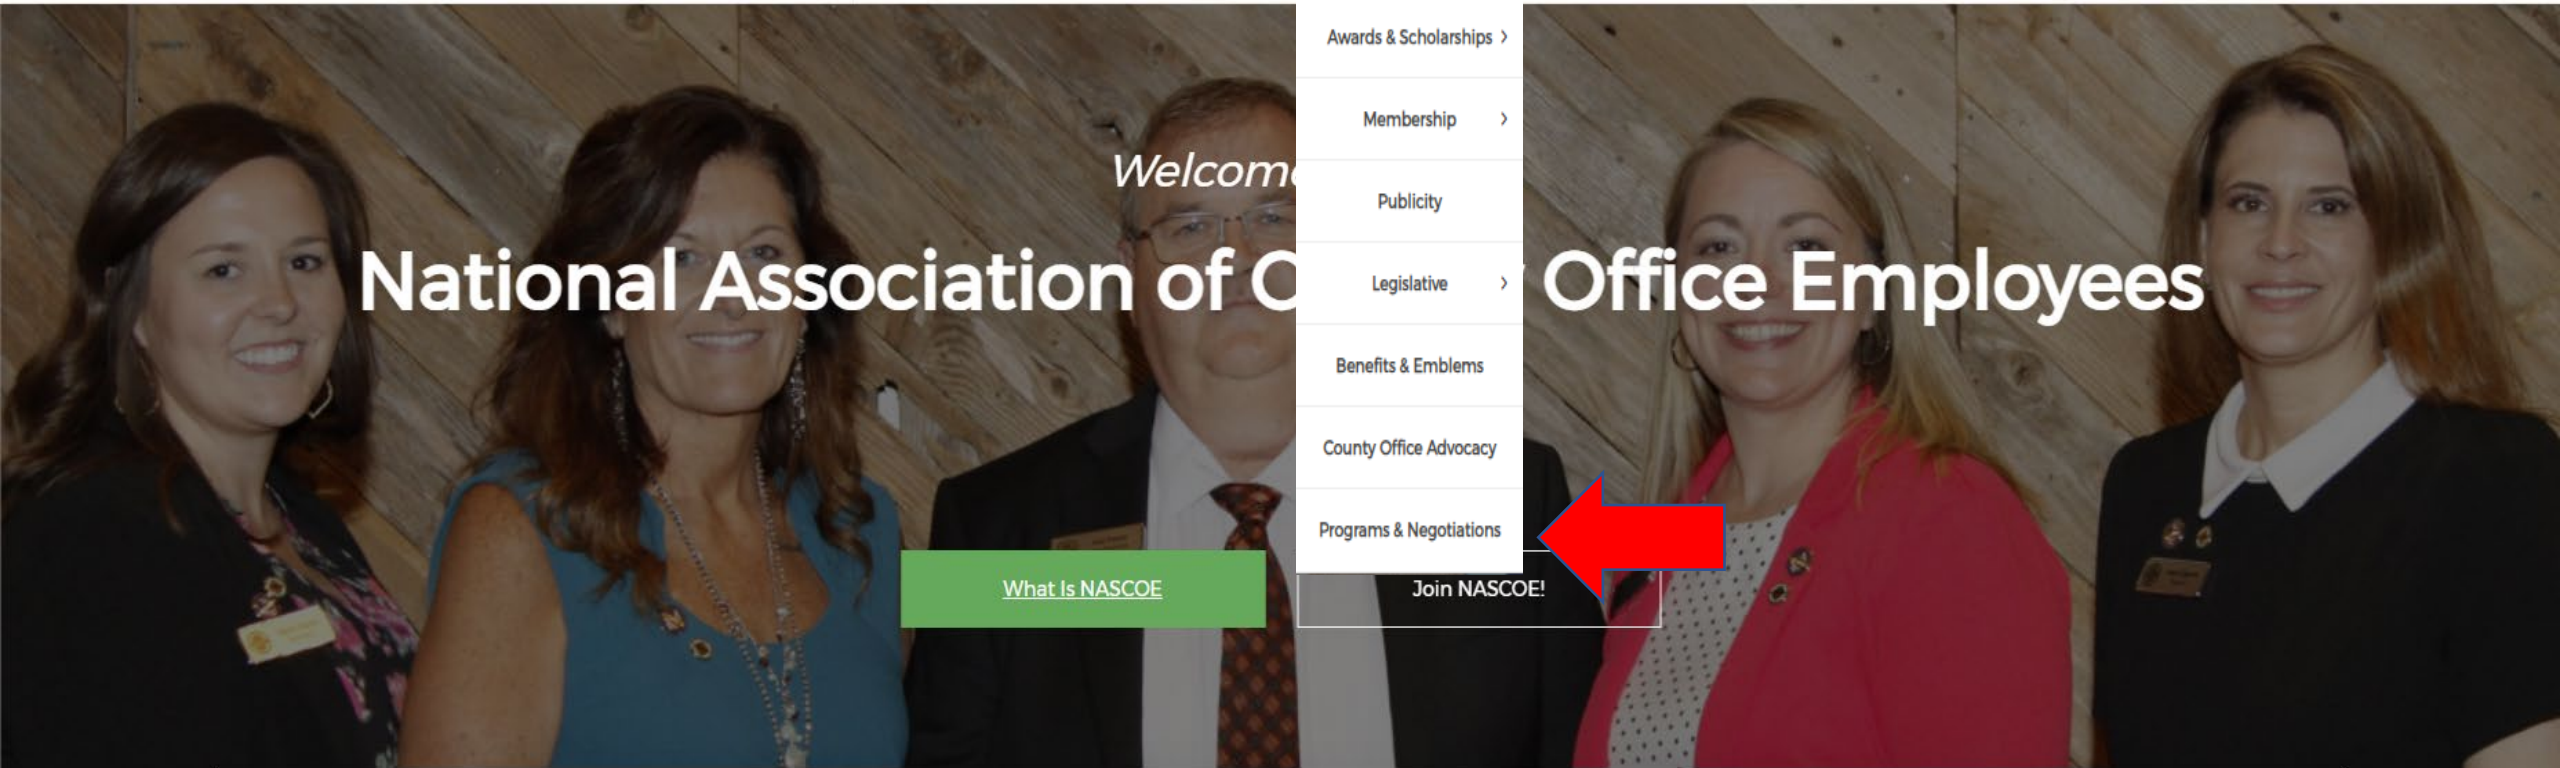 Awards & Scholarships >
Membership >
Welcom
Publicity
National Association of C Office Employees
Legislative >
Benefits & Emblems
County Office Advocacy
Programs & Negotiations
What Is NASCOE
Join NASCOE!